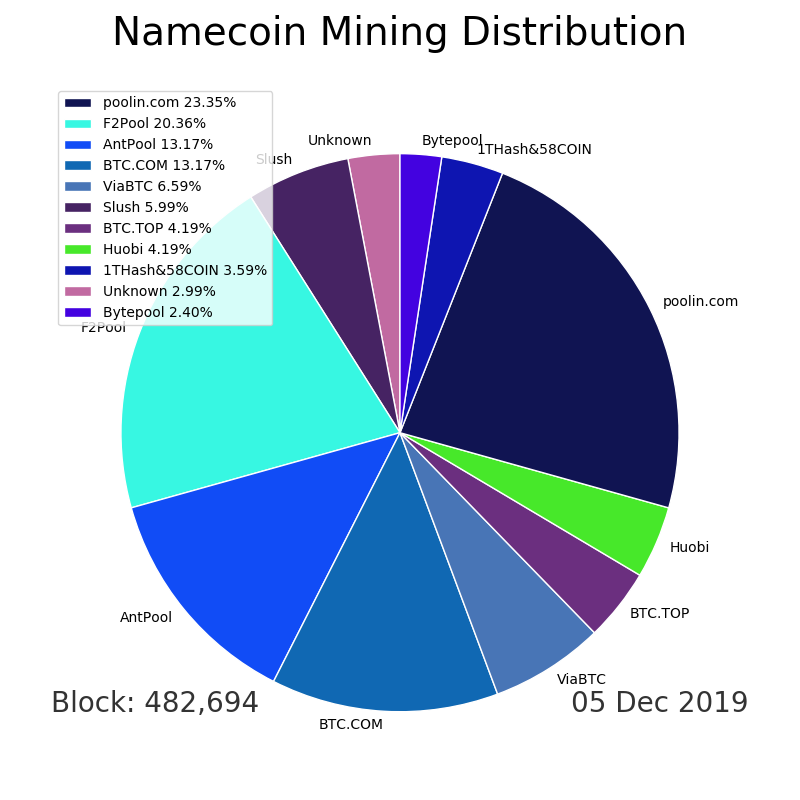 Namecoin Mining Distribution
poolin.com 23.35%
F2Pool 20.36%
AntPool 13.17%
BTC.COM 13.17%
ViaBTC 6.59%
Slush 5.99%
BTC.TOP 4.19%
Huobi 4.19%
1THash&58COIN 3.59%
Unknown 2.99%
Bytepool 2.40%
Slush
Unknown
Bytepool
1THash&58COIN
poolin.com
F2Pool
Huobi
BTC.TOP
AntPool
ViaBTC
BTC.COM
Block: 482,694
05 Dec 2019